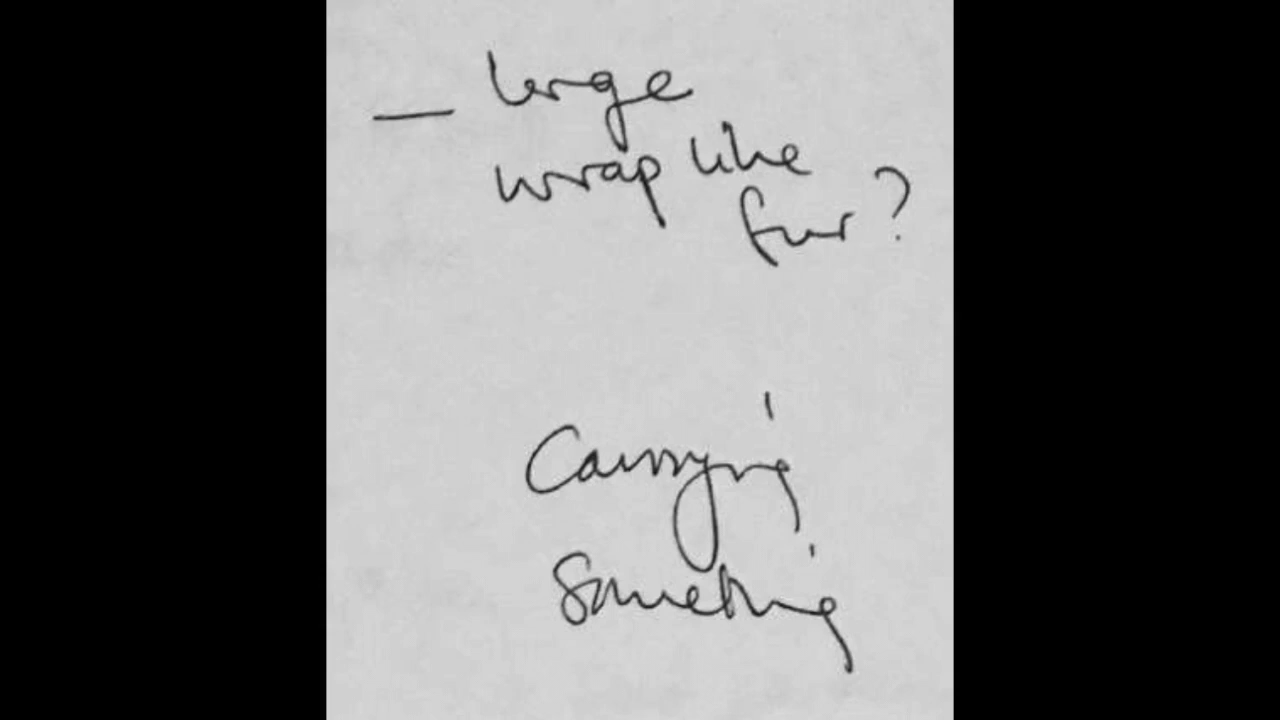 — large
wrap like
fur?
Carrying
Something